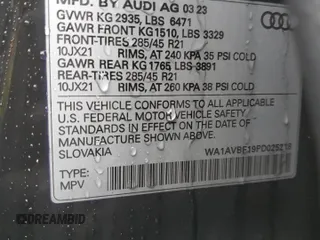 MFD. BY AUDI AG 03 23
GVWR KG 2935, LBS 6471
GAWR FRONT KG1510, LBS 3329
FRONT-TIRES 285/45 R21
10JX21 RIMS, AT 240 KPA 35 PSI COLD
GAWR REAR KG 1765 LBS-3891
REAR-TIRES 285/45 R21
10JX21 RIMS, AT 260 KPA 38 PSI COLD
THIS VEHICLE CONFORMS TO ALL APPLICABLE
U.S. FEDERAL MOTOR VEHICLE
SAFETY STANDARDS IN EFFECT ON THE DATE OF
MANUFACTURE SHOWN ABOVE
SLOVAKIA
TYPE:
MPV
DREAMBID